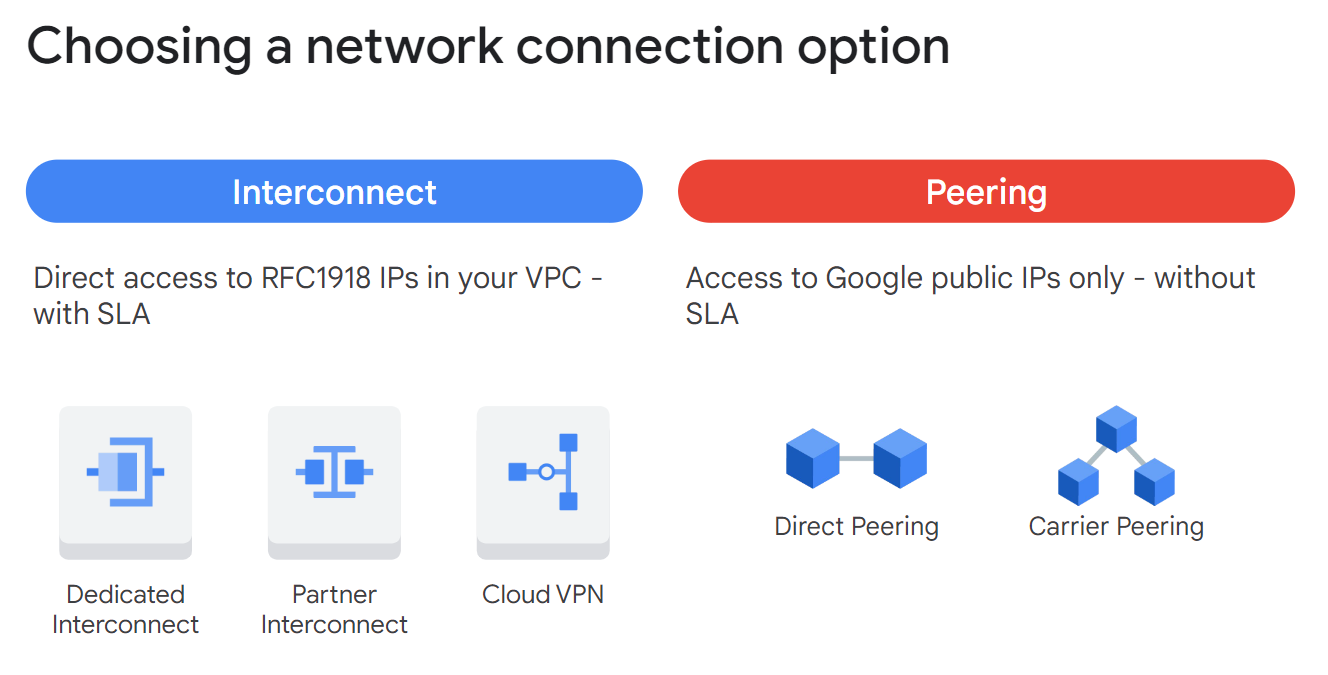 Choosing a network connection option
Interconnect
Direct access to RFC1918 IPs in your VPC -
with SLA
Dedicated
Interconnect
Partner
Interconnect
Cloud VPN
Peering
Access to Google public IPs only - without
SLA
Direct Peering
Carrier Peering